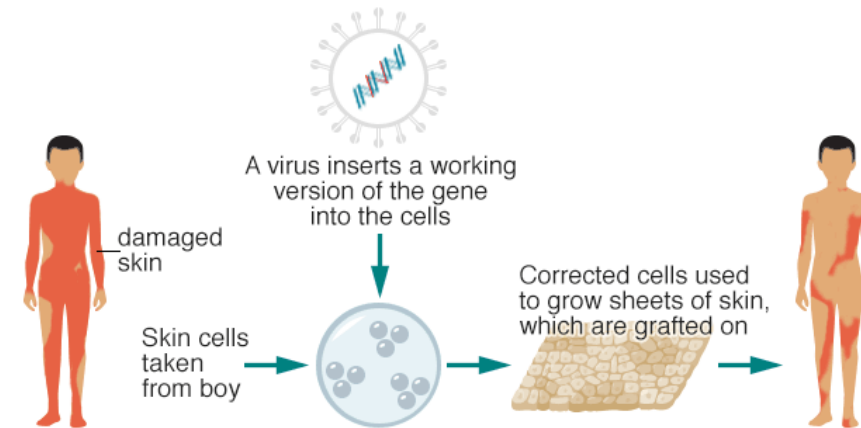 A virus inserts a working
version of the gene
into the cells
damaged
skin
Skin cells
taken
from boy
Corrected cells used
to grow sheets of skin,
which are grafted on